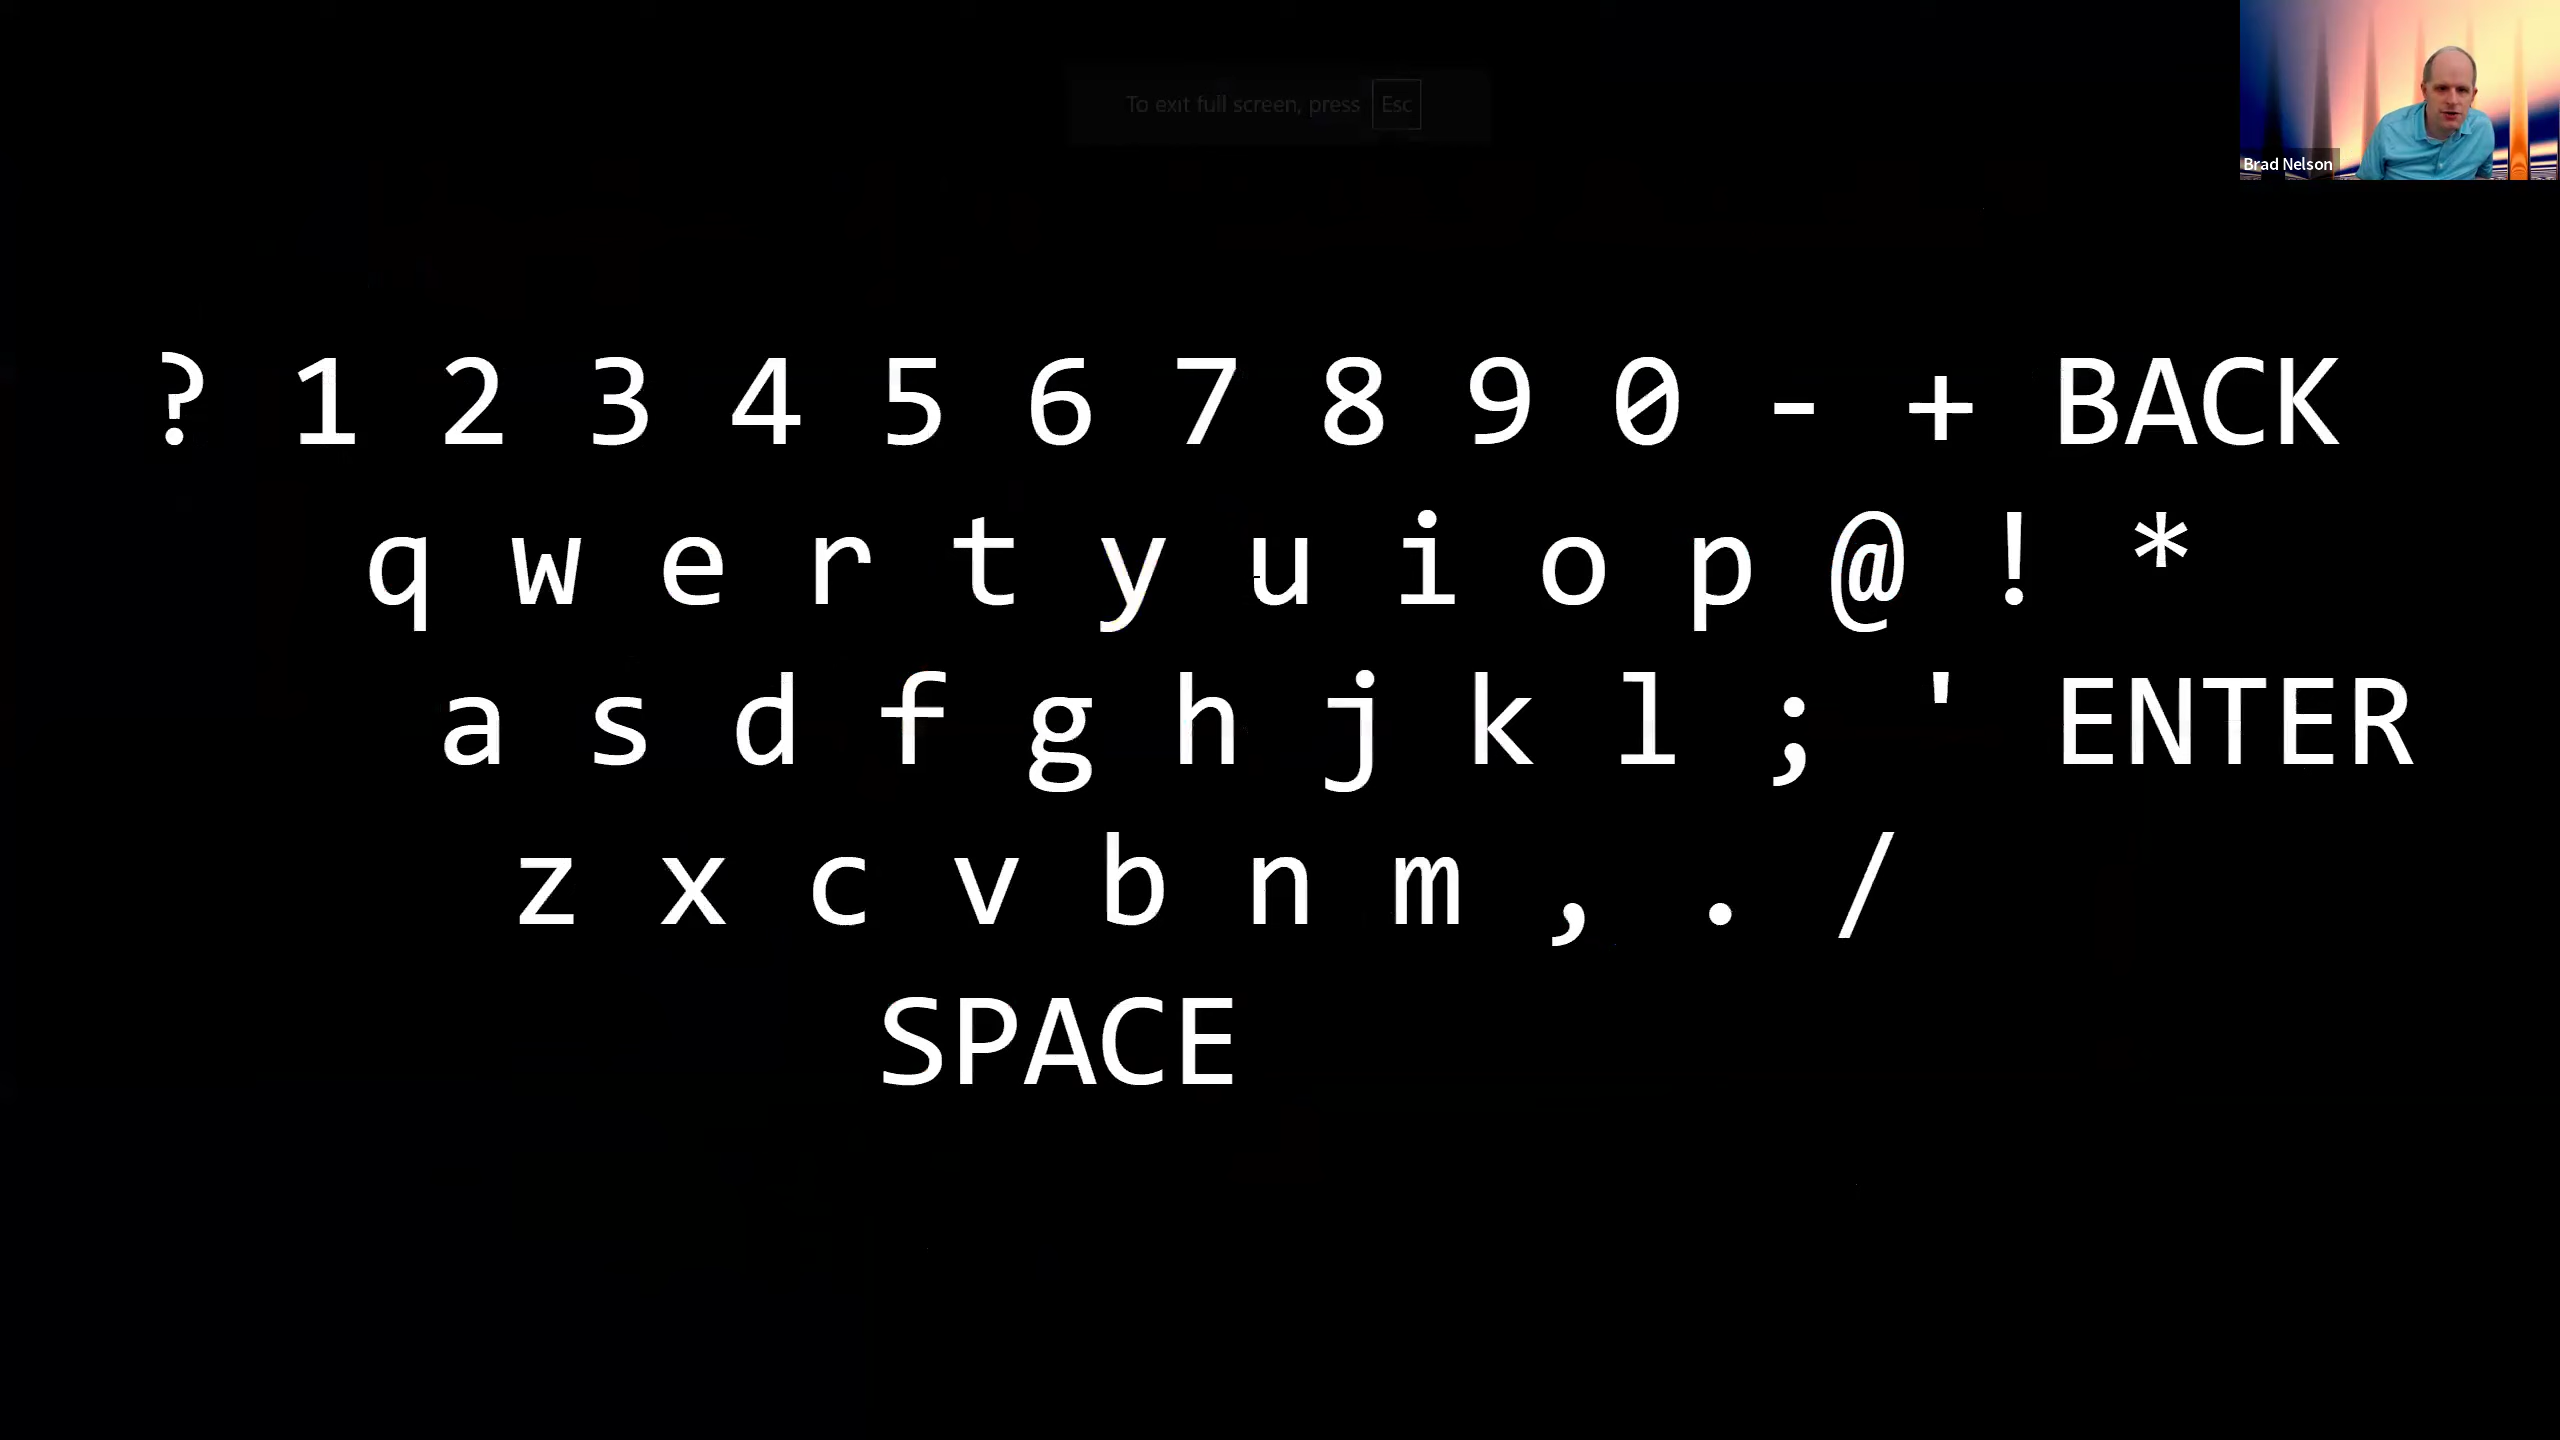 To exit full screen, press Esc
Brad Nelson
? 1 2 3 4 5 6 7 8 9 0 - + BACK
q w e r t y u i o p @ ! *
a s d f g h j k l ; ' ENTER
z x c v b n m , . /
SPACE